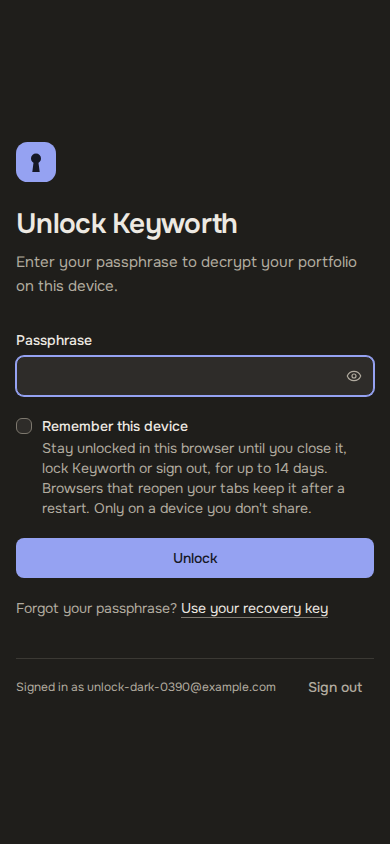 Unlock Keyworth
Enter your passphrase to decrypt your portfolio
on this device.
Passphrase
Remember this device
Stay unlocked in this browser until you close it,
lock Keyworth or sign out, for up to 14 days.
Browsers that reopen your tabs keep it after a
restart. Only on a device you don't share.
Unlock
Forgot your passphrase? Use your recovery key
Signed in as unlock-dark-0390@example.com Sign out